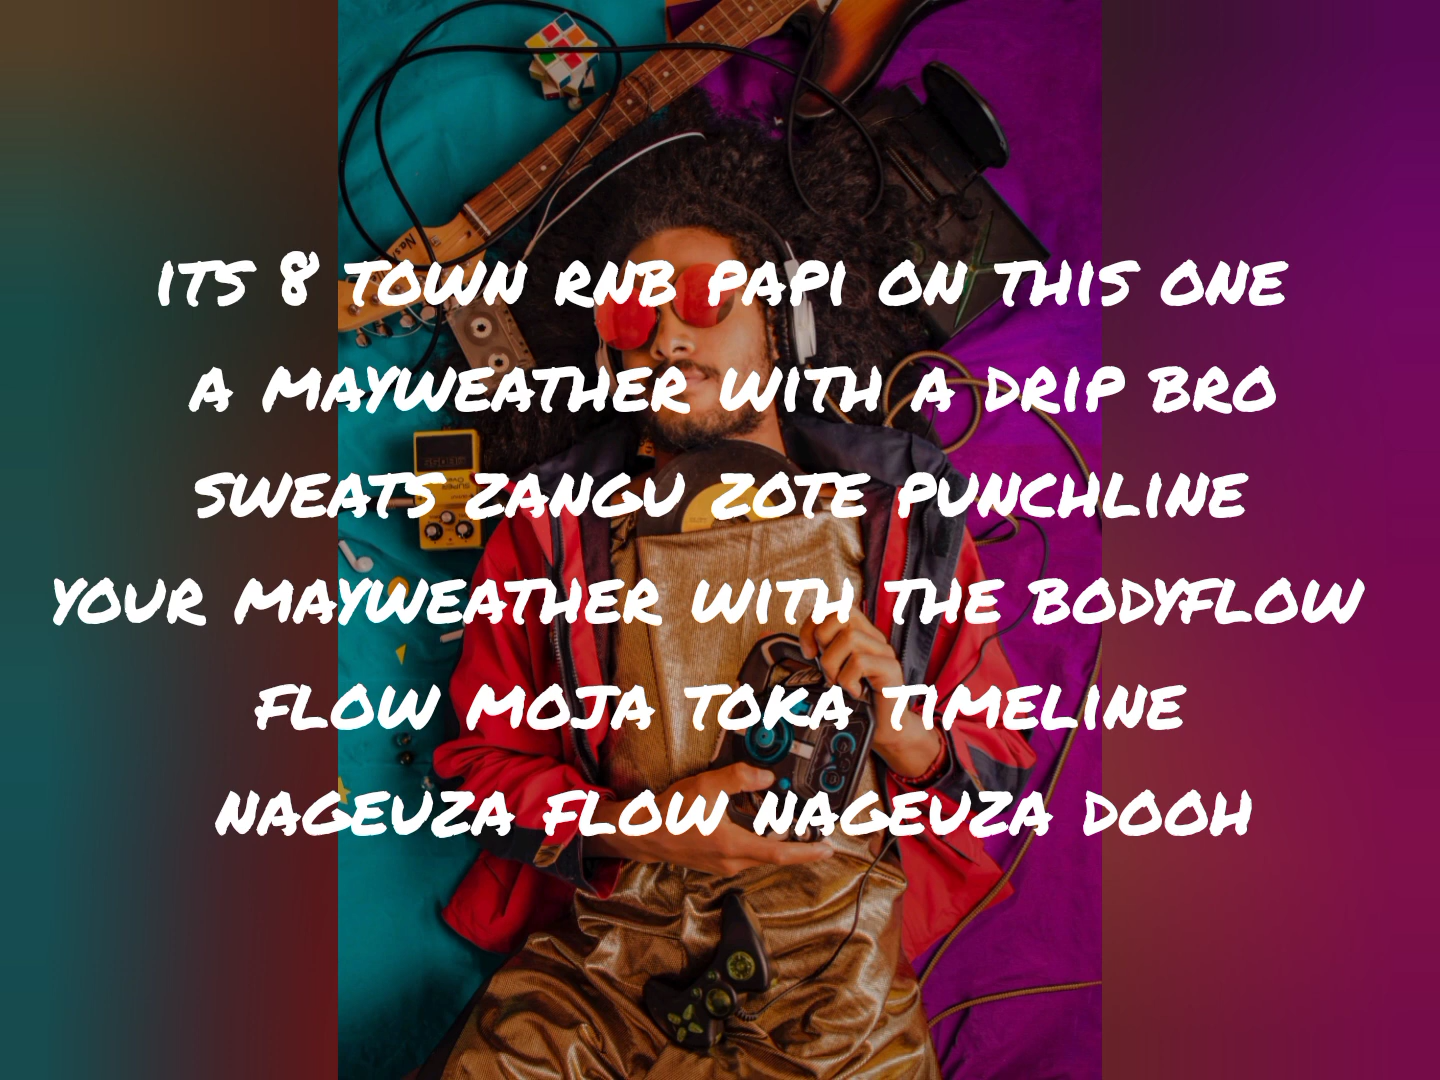 ITS 8 TOWN RNB PAPI ON THIS ONE
A MAYWEATHER WITH A DRIP BRO
SWEATS ZANGU ZOTE PUNCHLINE
YOUR MAYWEATHER WITH THE BODYFLOW
FLOW MOJA TOKA TIMELINE
NAGEUZA FLOW NAGEUZA DOOH